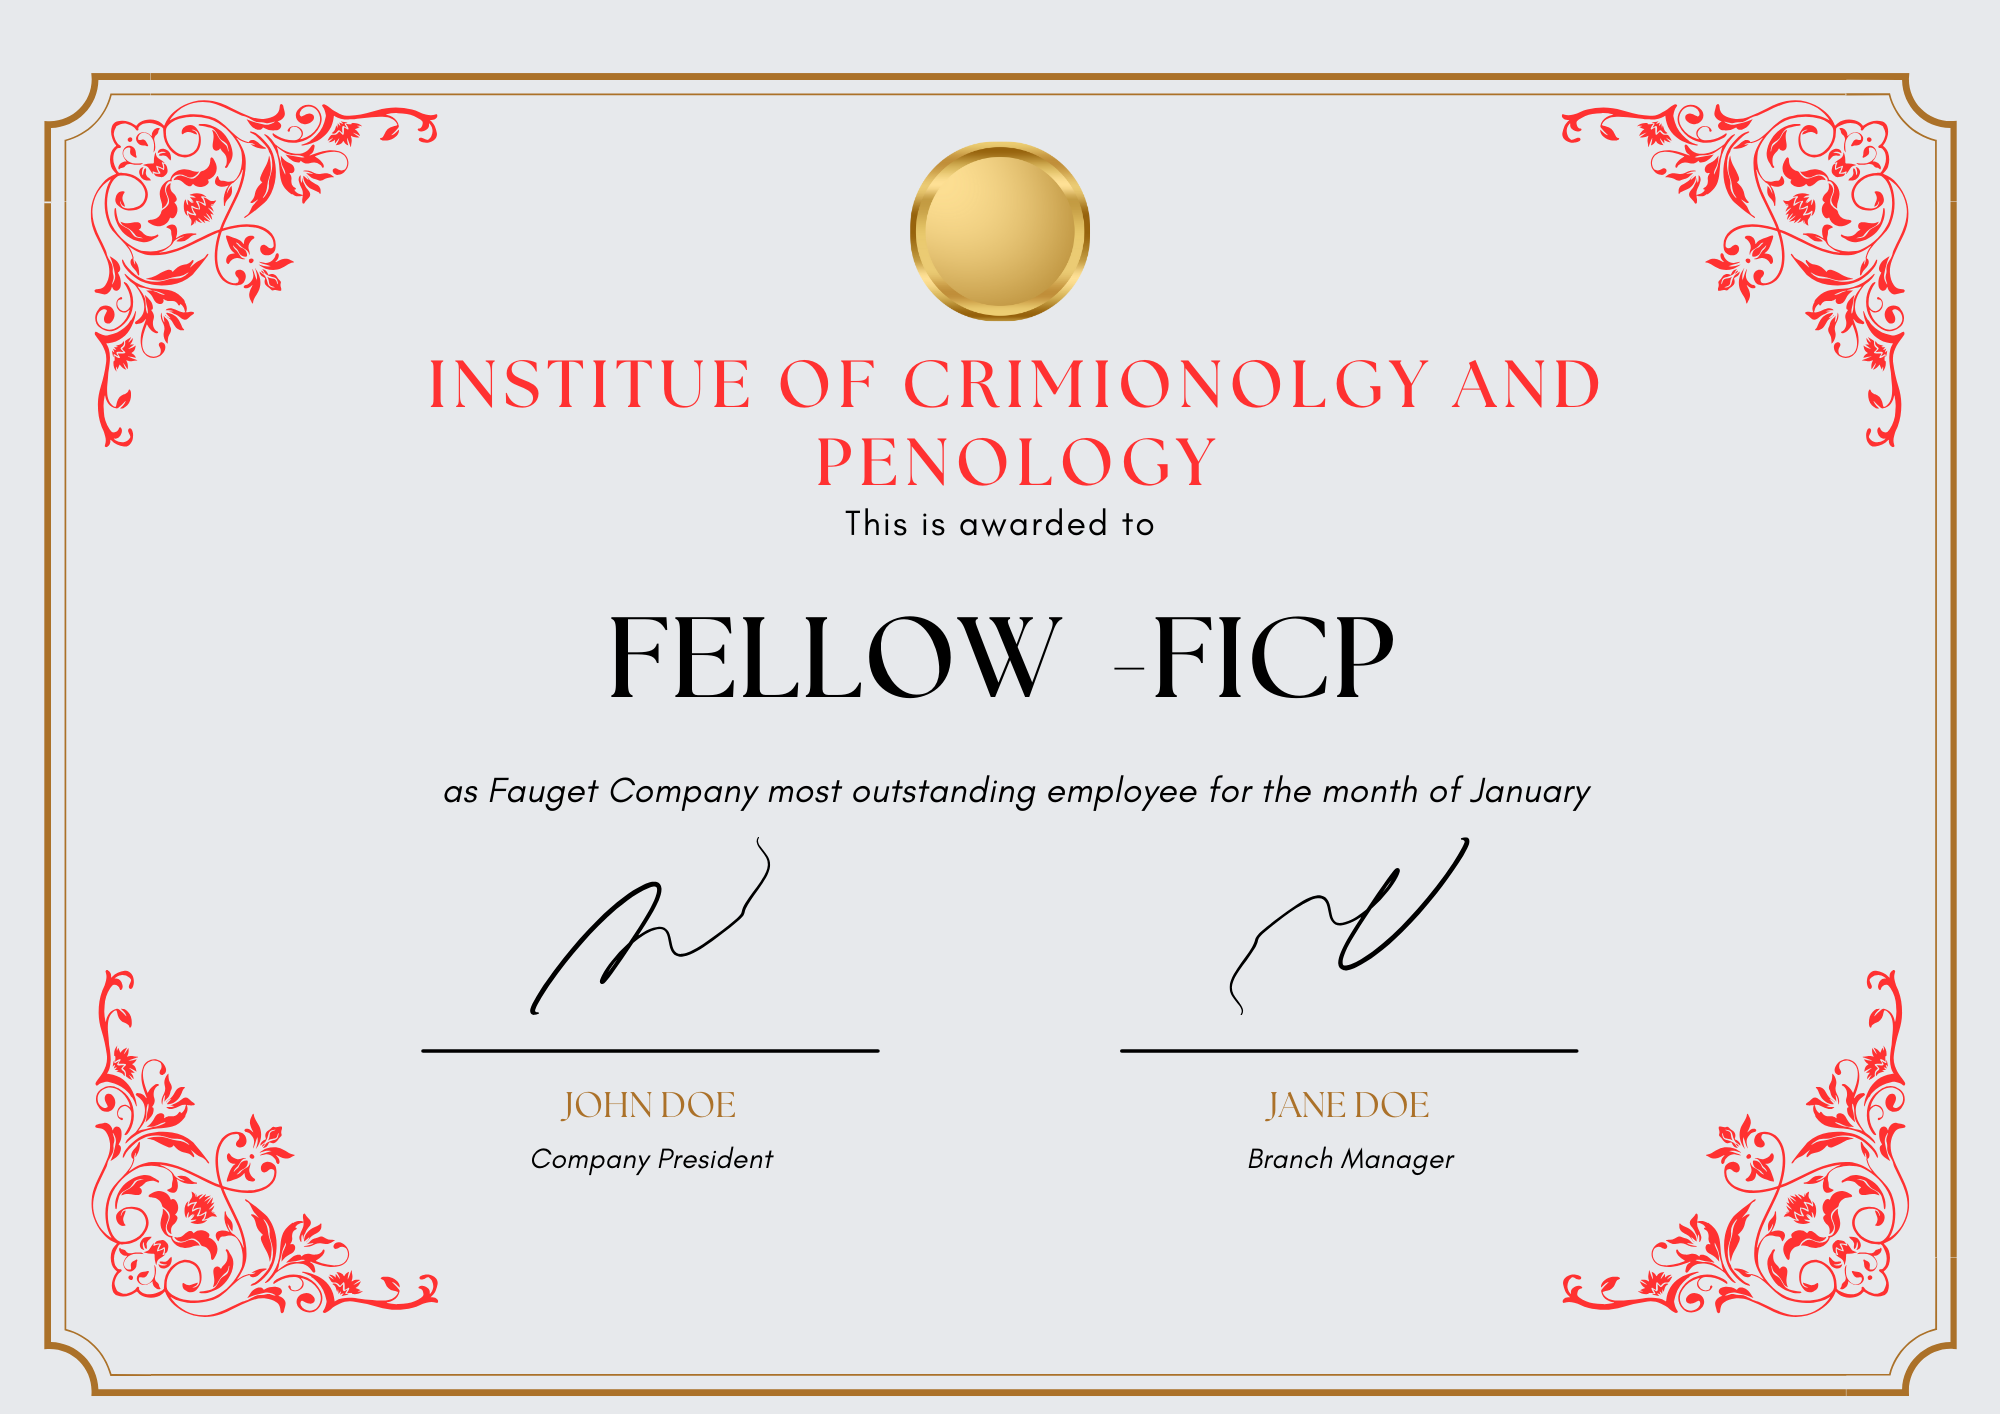 INSTITUE OF CRIMIONOLGY AND
PENOLOGY
This is awarded to
FELLOW -FICP
as Fauget Company most outstanding employee for the month of January
JOHN DOE
JANE DOE
Company President
Branch Manager